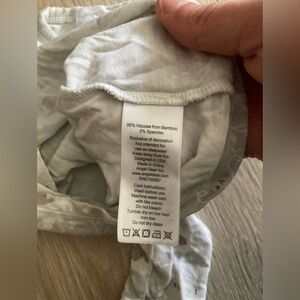 95% Viscose from Bamboo
5% Spandex
Exclusive of decoration
Not intended for
use as sleepwear
Keep away from fire
Designed in USA
Made in China
Angel Dear Inc.
www.angeldear.com
Care Instructions:
Wash before use
Machine wash cold
with like colors
Do not bleach
Tumble dry on low heat
Iron low
Do not dry clean